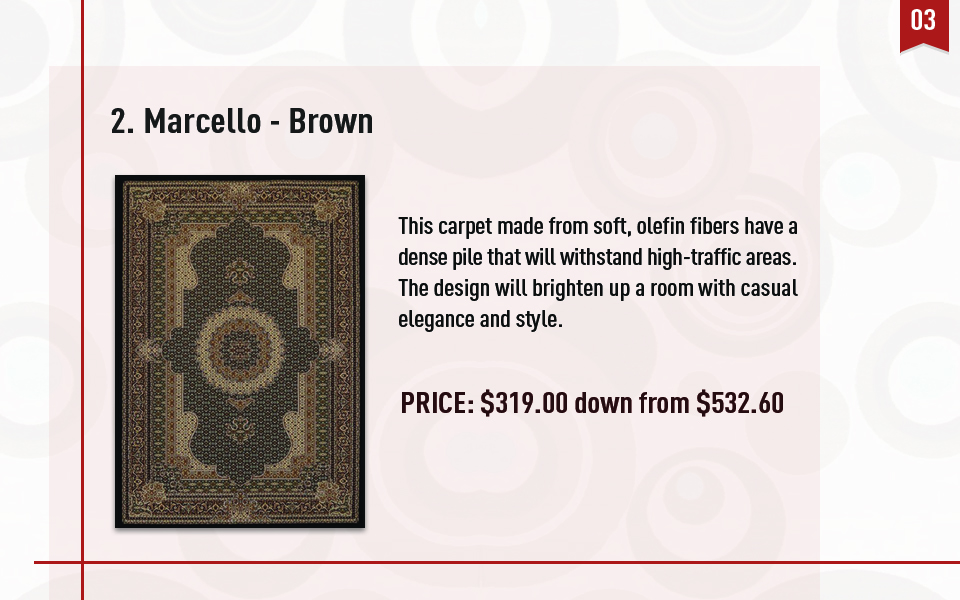 03
2. Marcello - Brown
This carpet made from soft, olefin fibers have a
dense pile that will withstand high-traffic areas.
The design will brighten up a room with casual
elegance and style.
PRICE: $319.00 down from $532.60